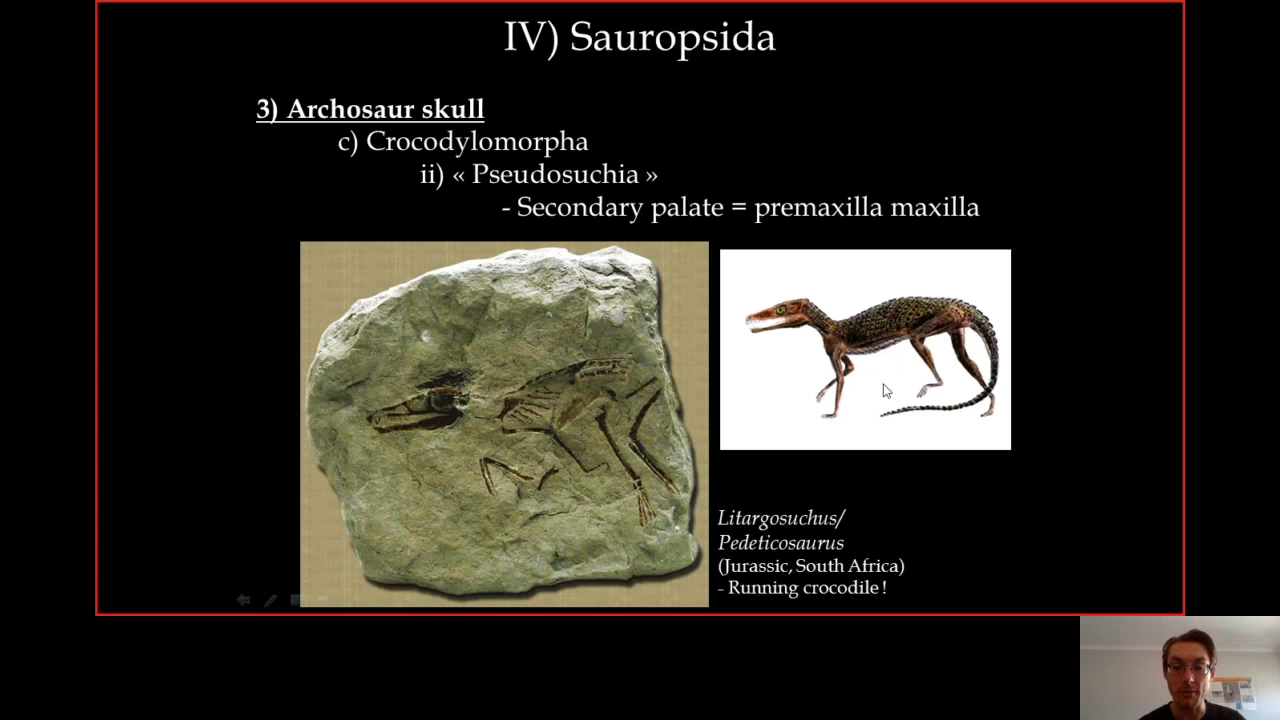 IV) Sauropsida
3) Archosaur skull
c) Crocodylomorpha
ii) « Pseudosuchia »
- Secondary palate = premaxilla maxilla
Litargosuchus/
Pedeticosaurus
(Jurassic, South Africa)
- Running crocodile !